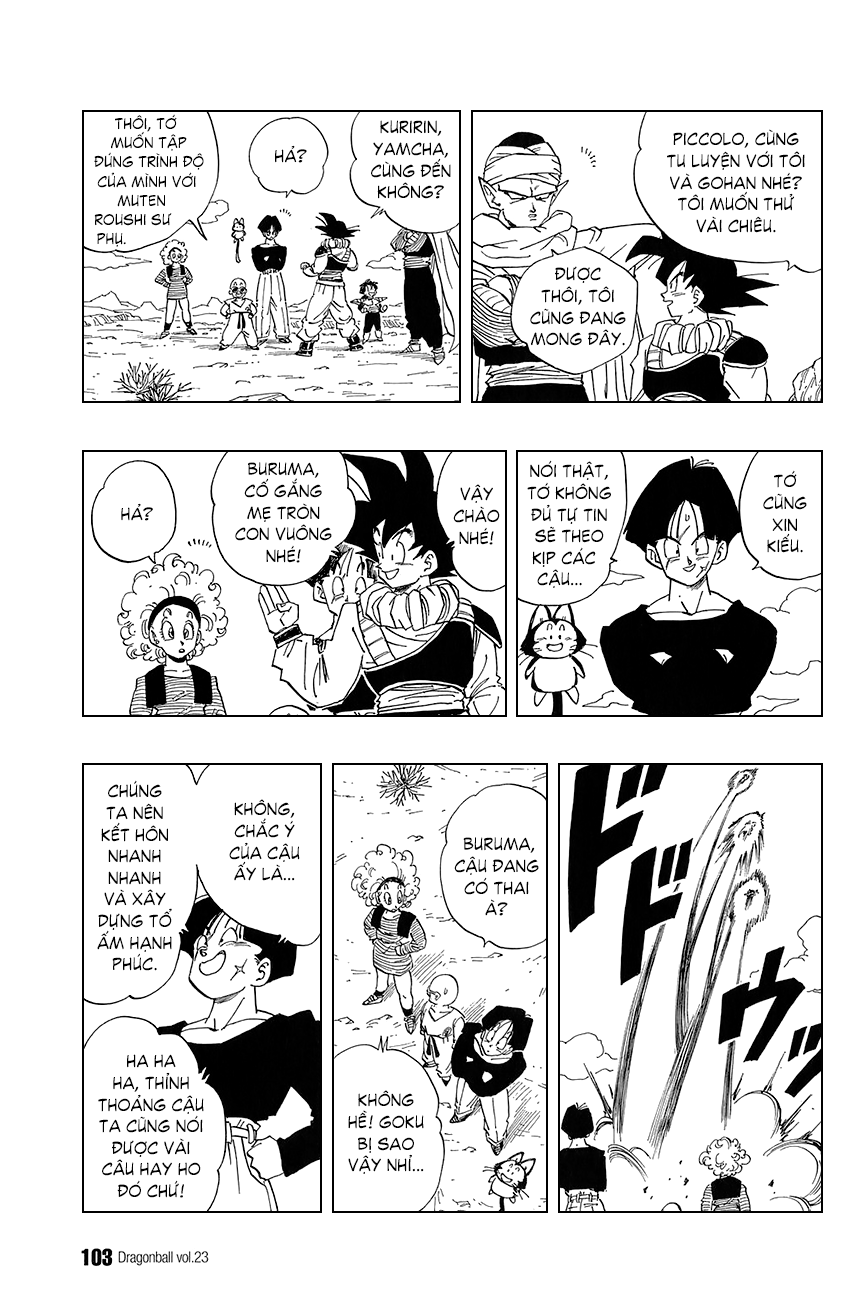 PICCOLO, CÙNG
TU LUYỆN VỚI TÔI
VÀ GOHAN NHÉ?
TÔI MUỐN THỬ
VÀI CHIÊU.
ĐƯỢC
THÔI, TÔI
CŨNG ĐANG
MONG ĐÂY.
KURIRIN,
YAMCHA,
CÙNG ĐẾN
KHÔNG?
HẢ?
THÔI, TỚ
MUỐN TẬP
ĐÚNG TRÌNH ĐỘ
CỦA MÌNH VỚI
MUTEN
ROUSHI SƯ
PHỤ.
TỚ
CŨNG
XIN
KIẾU.
NÓI THẬT,
TỚ KHÔNG
ĐỦ TỰ TIN
SẼ THEO
KỊP CÁC
CẬU...
VẬY
CHÀO
NHÉ!
BURUMA,
CỐ GẮNG
MẸ TRÒN
CON VUÔNG
NHÉ!
HẢ?
ドドウッ
BURUMA,
CẬU ĐANG
CÓ THAI
À?
KHÔNG
HỀ! GOKU
BỊ SAO
VẬY NHỈ...
KHÔNG,
CHẮC Ý
CỦA CẬU
ẤY LÀ...
CHÚNG
TA NÊN
KẾT HÔN
NHANH
NHANH
VÀ XÂY
DỰNG TỔ
ẤM HẠNH
PHÚC.
HA HA
HA, THỈNH
THOẢNG CẬU
TA CŨNG NÓI
ĐƯỢC VÀI
CÂU HAY HO
ĐÓ CHỨ!
103 Dragonball vol.23